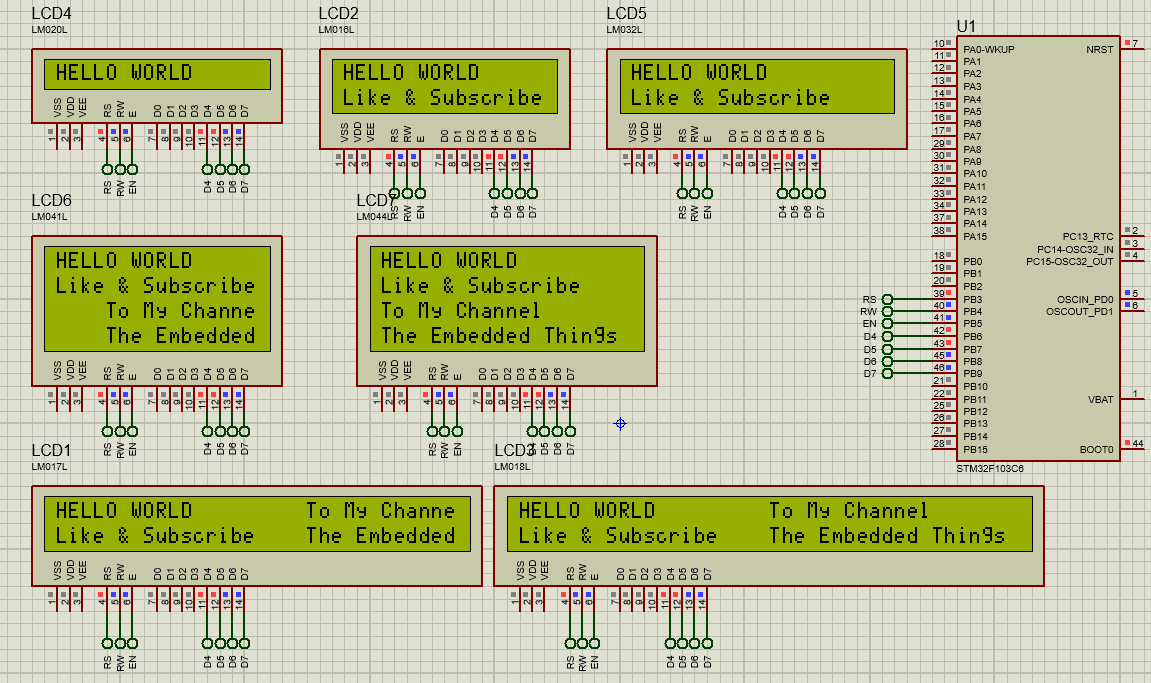 LCD4
LM020L
HELLO WORLD
VSS VDD VEE RS RW E D0 D1 D2 D3 D4 D5 D6 D7
1 2 3 4 5 6 7 8 9 10 11 12 13 14
RS RW EN D4 D5 D6 D7
LCD2
LM016L
HELLO WORLD
Like & Subscribe
VSS VDD VEE RS RW E D0 D1 D2 D3 D4 D5 D6 D7
1 2 3 4 5 6 7 8 9 10 11 12 13 14
RS RW EN D4 D5 D6 D7
LCD5
LM032L
HELLO WORLD
Like & Subscribe
VSS VDD VEE RS RW E D0 D1 D2 D3 D4 D5 D6 D7
1 2 3 4 5 6 7 8 9 10 11 12 13 14
RS RW EN D4 D5 D6 D7
LCD6
LM041L
HELLO WORLD
Like & Subscribe
To My Channe
The Embedded
VSS VDD VEE RS RW E D0 D1 D2 D3 D4 D5 D6 D7
1 2 3 4 5 6 7 8 9 10 11 12 13 14
RS RW EN D4 D5 D6 D7
LCD7
LM044L
HELLO WORLD
Like & Subscribe
To My Channel
The Embedded Things
VSS VDD VEE RS RW E D0 D1 D2 D3 D4 D5 D6 D7
1 2 3 4 5 6 7 8 9 10 11 12 13 14
RS RW EN D4 D5 D6 D7
LCD1
LM017L
HELLO WORLD To My Channe
Like & Subscribe The Embedded
VSS VDD VEE RS RW E D0 D1 D2 D3 D4 D5 D6 D7
1 2 3 4 5 6 7 8 9 10 11 12 13 14
RS RW EN D4 D5 D6 D7
LCD3
LM018L
HELLO WORLD To My Channel
Like & Subscribe The Embedded Things
VSS VDD VEE RS RW E D0 D1 D2 D3 D4 D5 D6 D7
1 2 3 4 5 6 7 8 9 10 11 12 13 14
RS RW EN D4 D5 D6 D7
U1
10 PA0-WKUP NRST 7
11 PA1
12 PA2
13 PA3
14 PA4
15 PA5
16 PA6
17 PA7
29 PA8
30 PA9
31 PA10
32 PA11
33 PA12
34 PA13
37 PA14
38 PA15 PC13_RTC 2
PC14-OSC32_IN 3
18 PB0 PC15-OSC32_OUT 4
19 PB1
20 PB2
RS 39 PB3 OSCIN_PD0 5
RW 40 PB4 OSCOUT_PD1 6
EN 41 PB5
D4 42 PB6
D5 43 PB7
D6 45 PB8
D7 46 PB9
21 PB10
22 PB11 VBAT 1
25 PB12
26 PB13
27 PB14
28 PB15 BOOT0 44
STM32F103C6